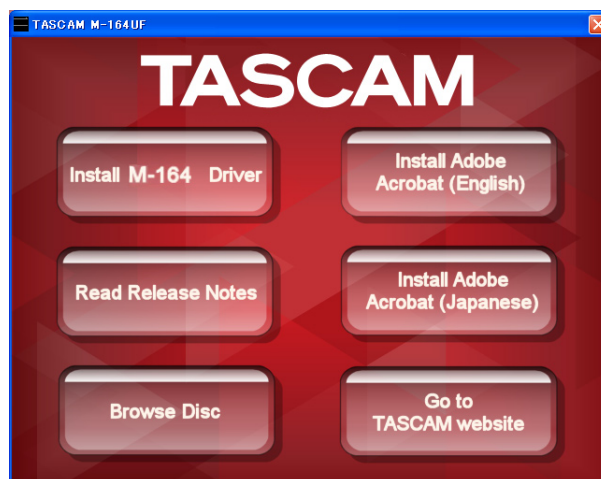 TASCAM M-164UF
TASCAM
Install M-164 Driver
Install Adobe
Acrobat (English)
Read Release Notes
Install Adobe
Acrobat (Japanese)
Browse Disc
Go to
TASCAM website